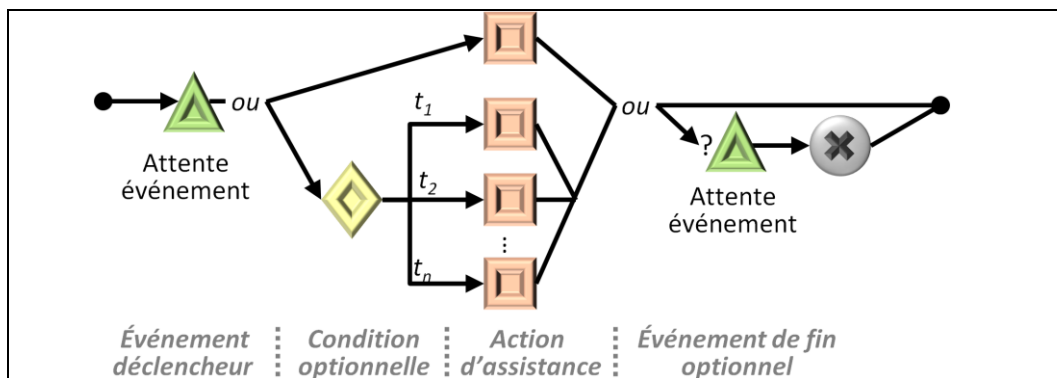 ou
Attente
événement
t1
t2
⋮
tn
ou
?
Attente
événement
Événement
déclencheur
Condition
optionnelle
Action
d’assistance
Événement de fin
optionnel